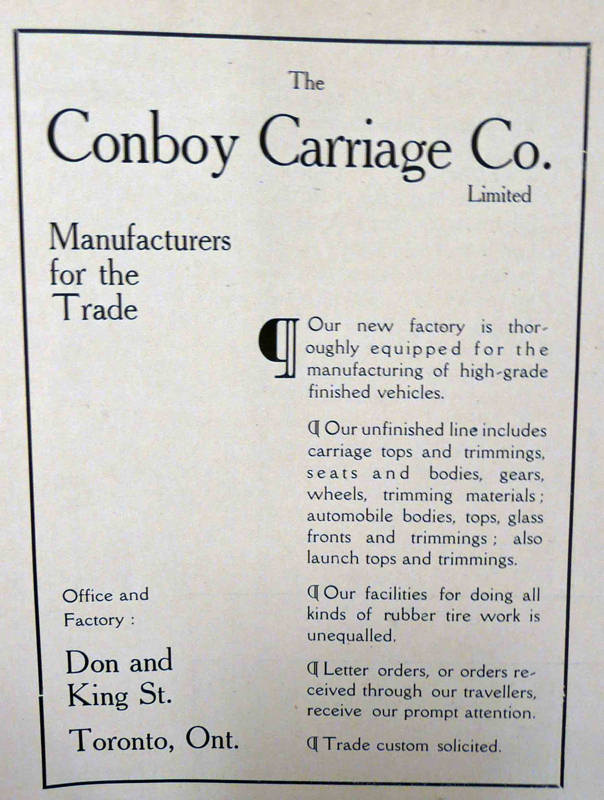 The
Conboy Carriage Co.
Limited
Manufacturers
for the
Trade
¶ Our new factory is thor-
oughly equipped for the
manufacturing of high-grade
finished vehicles.
¶ Our unfinished line includes
carriage tops and trimmings,
seats and bodies, gears,
wheels, trimming materials ;
automobile bodies, tops, glass
fronts and trimmings ; also
launch tops and trimmings.
¶ Our facilities for doing all
kinds of rubber tire work is
unequalled.
¶ Letter orders, or orders re-
ceived through our travellers,
receive our prompt attention.
¶ Trade custom solicited.
Office and
Factory :
Don and
King St.
Toronto, Ont.